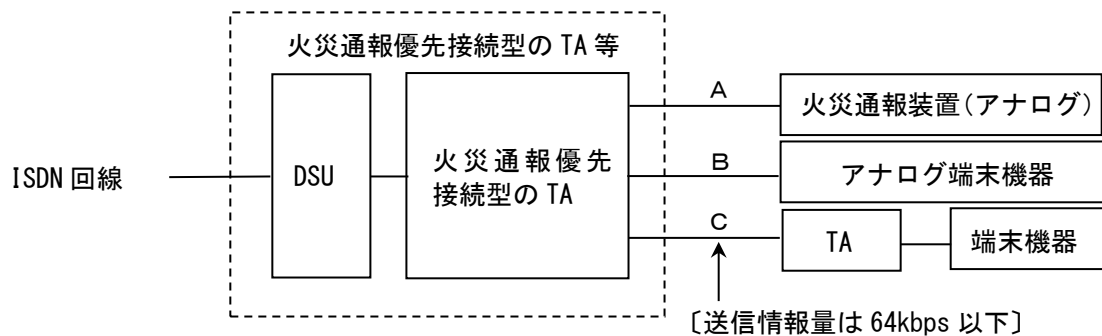 火災通報優先接続型の TA 等
ISDN 回線
DSU
火災通報優先
接続型の TA
A
火災通報装置(アナログ)
B
アナログ端末機器
C
TA
端末機器
〔送信情報量は 64kbps 以下〕